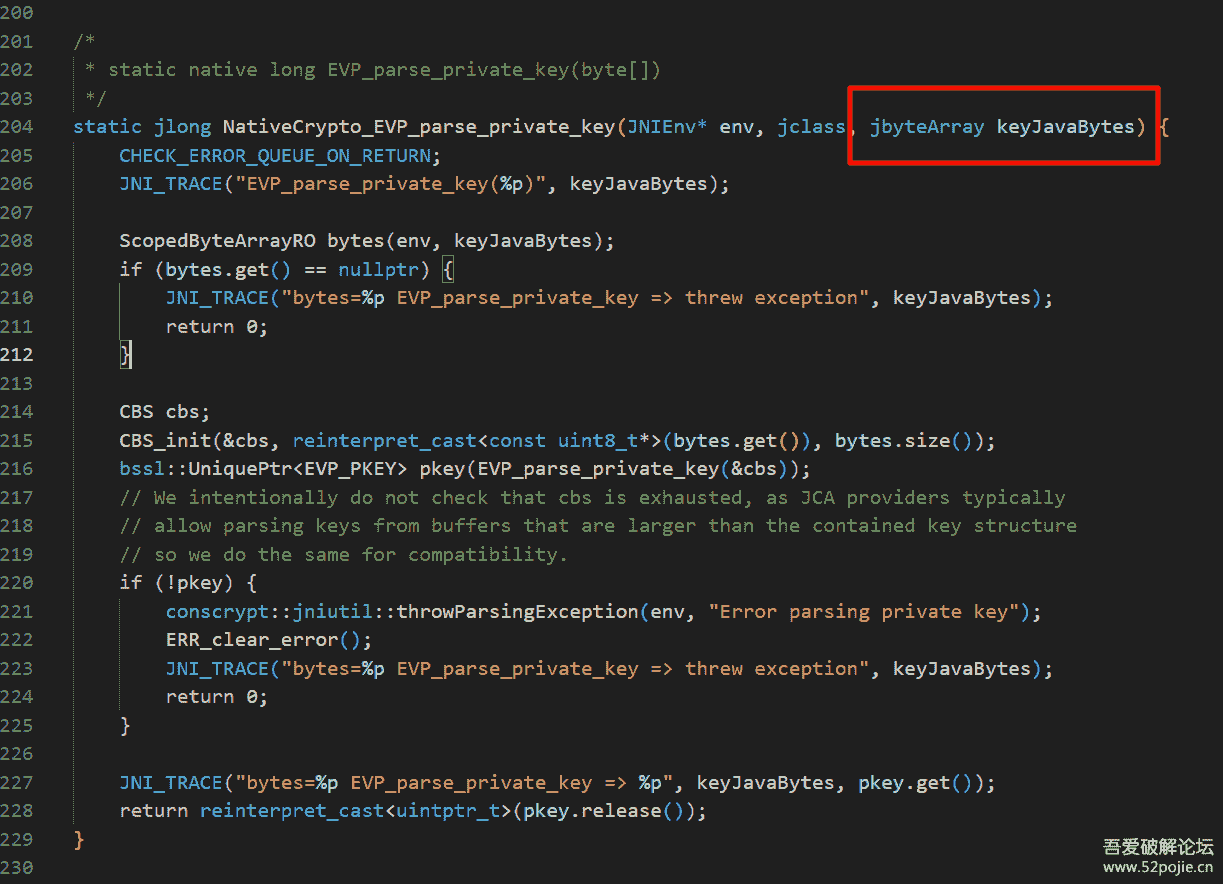 200
201 /*
202  * static native long EVP_parse_private_key(byte[])
203  */
204 static jlong NativeCrypto_EVP_parse_private_key(JNIEnv* env, jclass, jbyteArray keyJavaBytes) {
205     CHECK_ERROR_QUEUE_ON_RETURN;
206     JNI_TRACE("EVP_parse_private_key(%p)", keyJavaBytes);
207
208     ScopedByteArrayRO bytes(env, keyJavaBytes);
209     if (bytes.get() == nullptr) {
210         JNI_TRACE("bytes=%p EVP_parse_private_key => threw exception", keyJavaBytes);
211         return 0;
212     }
213
214     CBS cbs;
215     CBS_init(&cbs, reinterpret_cast<const uint8_t*>(bytes.get()), bytes.size());
216     bssl::UniquePtr<EVP_PKEY> pkey(EVP_parse_private_key(&cbs));
217     // We intentionally do not check that cbs is exhausted, as JCA providers typically
218     // allow parsing keys from buffers that are larger than the contained key structure
219     // so we do the same for compatibility.
220     if (!pkey) {
221         conscrypt::jniutil::throwParsingException(env, "Error parsing private key");
222         ERR_clear_error();
223         JNI_TRACE("bytes=%p EVP_parse_private_key => threw exception", keyJavaBytes);
224         return 0;
225     }
226
227     JNI_TRACE("bytes=%p EVP_parse_private_key => %p", keyJavaBytes, pkey.get());
228     return reinterpret_cast<uintptr_t>(pkey.release());
229 }
230
吾爱破解论坛
www.52pojie.cn